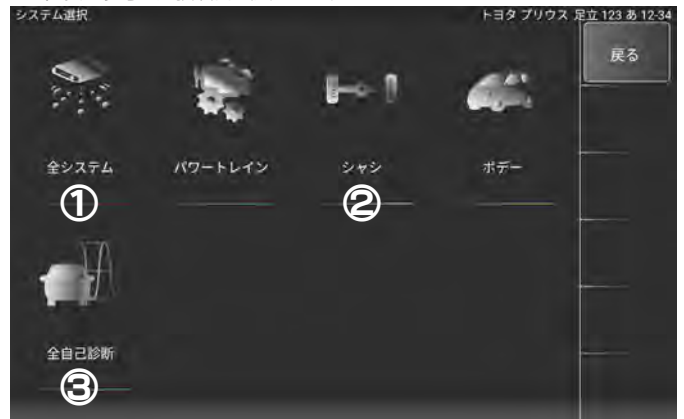 システム選択
トヨタ プリウス 足立 123 あ 12-34
戻る
全システム
パワートレイン
シャシ
ボデー
①
②
全自己診断
③